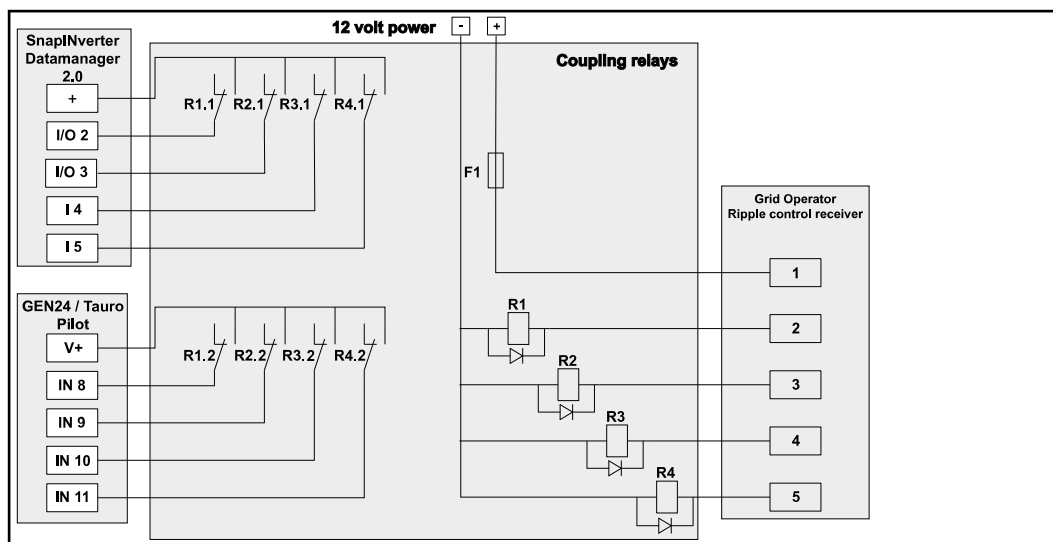 12 volt power - +
SnapINverter
Datamanager
2.0
+
I/O 2
I/O 3
I 4
I 5
R1.1 R2.1 R3.1 R4.1
Coupling relays
F1
Grid Operator
Ripple control receiver
1
2
3
4
5
GEN24 / Tauro
Pilot
V+
IN 8
IN 9
IN 10
IN 11
R1.2 R2.2 R3.2 R4.2
R1
R2
R3
R4